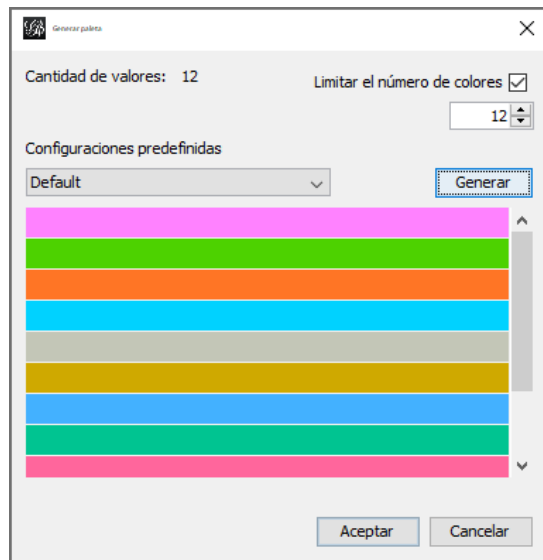 Generar paleta
Cantidad de valores: 12
Limitar el número de colores
12
Configuraciones predefinidas
Default
Generar
Aceptar
Cancelar